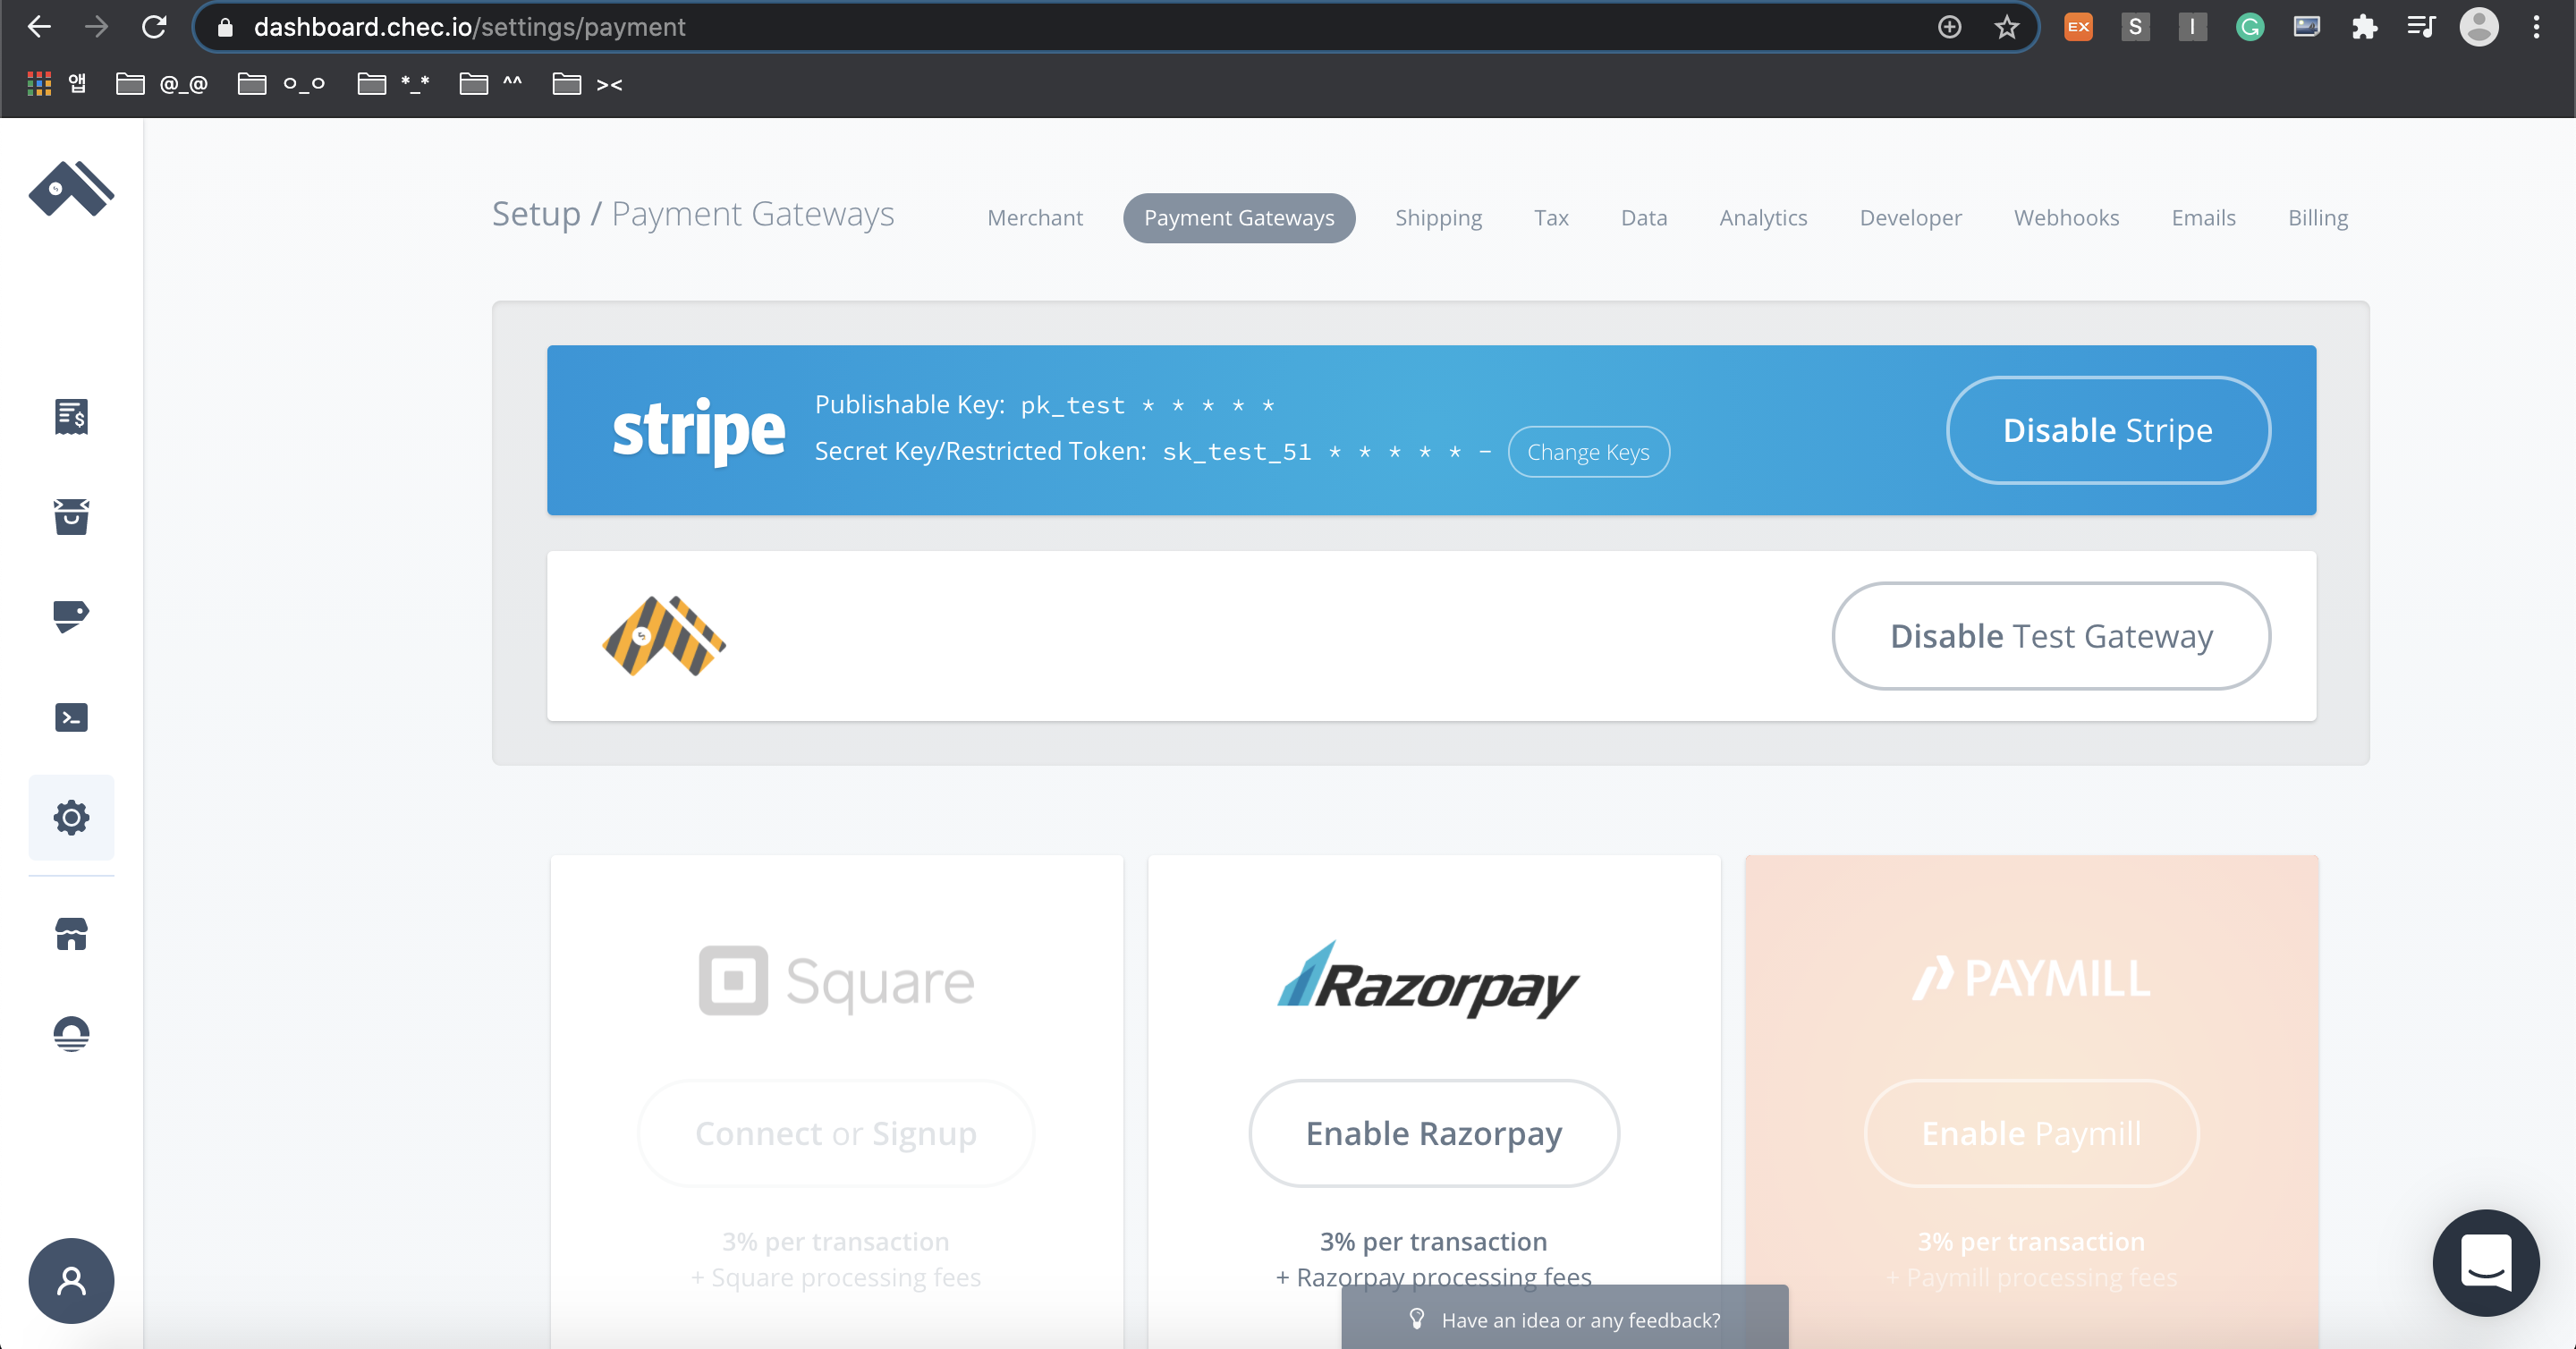 dashboard.chec.io/settings/payment
EX
S
I
G
앱
@_@
o_o
*_*
^^
><
Setup / Payment Gateways
Merchant
Payment Gateways
Shipping
Tax
Data
Analytics
Developer
Webhooks
Emails
Billing
stripe
Publishable Key: pk_test * * * * *
Secret Key/Restricted Token: sk_test_51 * * * * * –
Change Keys
Disable Stripe
Disable Test Gateway
Square
Connect or Signup
3% per transaction
+ Square processing fees
Razorpay
Enable Razorpay
3% per transaction
+ Razorpay processing fees
PAYMILL
Enable Paymill
3% per transaction
+ Paymill processing fees
Have an idea or any feedback?